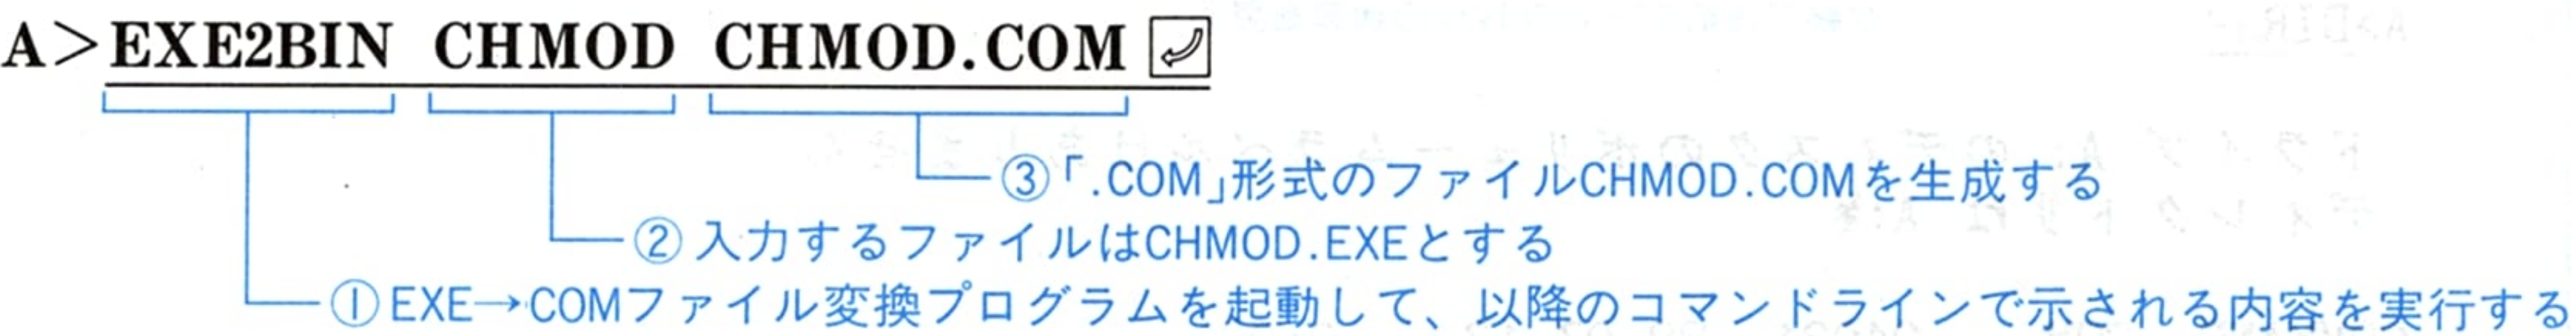 A>EXE2BIN CHMOD CHMOD.COM
③「.COM」形式のファイルCHMOD.COMを生成する
②入力するファイルはCHMOD.EXEとする
①EXE→COMファイル変換プログラムを起動して、以降のコマンドラインで示される内容を実行する